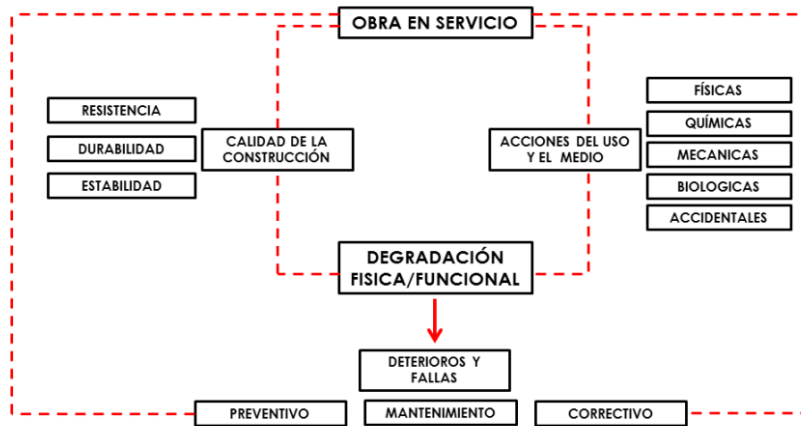 OBRA EN SERVICIO
RESISTENCIA
DURABILIDAD
ESTABILIDAD
CALIDAD DE LA
CONSTRUCCIÓN
ACCIONES DEL USO
Y EL MEDIO
FÍSICAS
QUÍMICAS
MECANICAS
BIOLOGICAS
ACCIDENTALES
DEGRADACIÓN
FISICA/FUNCIONAL
DETERIOROS Y
FALLAS
PREVENTIVO
MANTENIMIENTO
CORRECTIVO